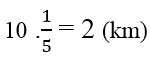 10 . 1/5 = 2 (km)